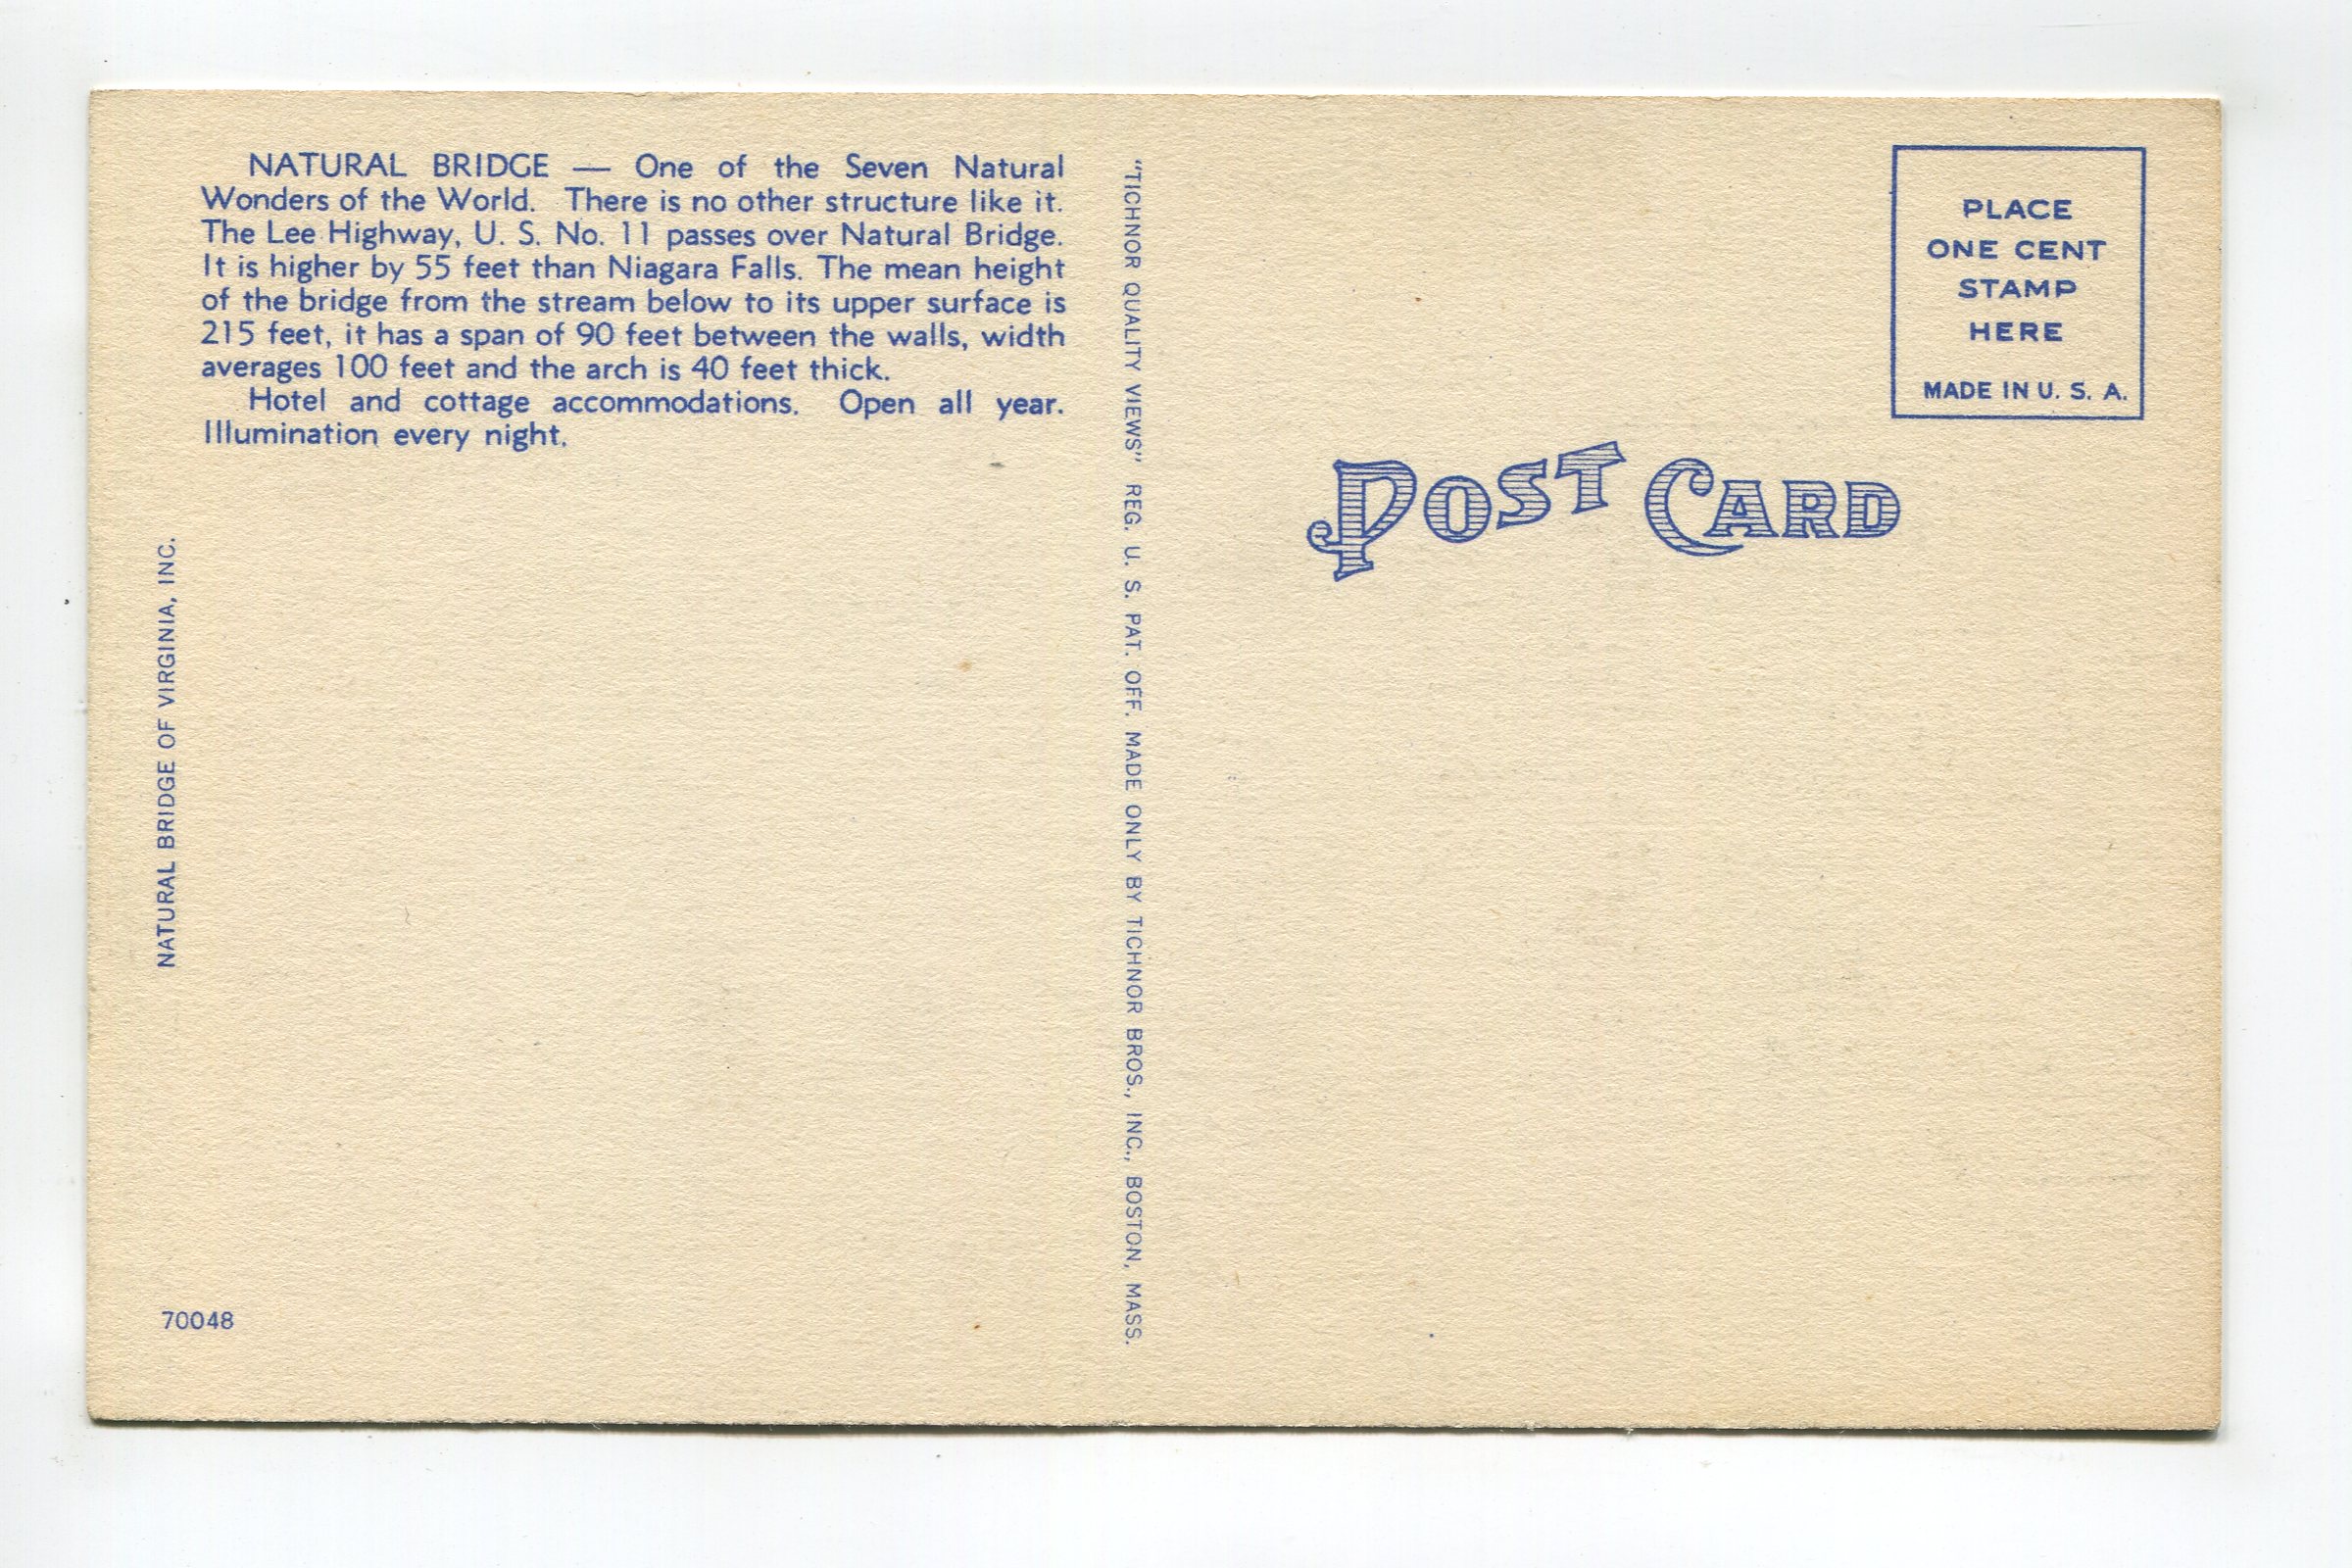 NATURAL BRIDGE — One of the Seven Natural
Wonders of the World. There is no other structure like it.
The Lee Highway, U. S. No. 11 passes over Natural Bridge.
It is higher by 55 feet than Niagara Falls. The mean height
of the bridge from the stream below to its upper surface is
215 feet, it has a span of 90 feet between the walls, width
averages 100 feet and the arch is 40 feet thick.
Hotel and cottage accommodations. Open all year.
Illumination every night.
NATURAL BRIDGE OF VIRGINIA, INC.
70048
"TICHNOR QUALITY VIEWS" REG. U. S. PAT. OFF. MADE ONLY BY TICHNOR BROS., INC., BOSTON, MASS.
POST CARD
PLACE
ONE CENT
STAMP
HERE
MADE IN U. S. A.